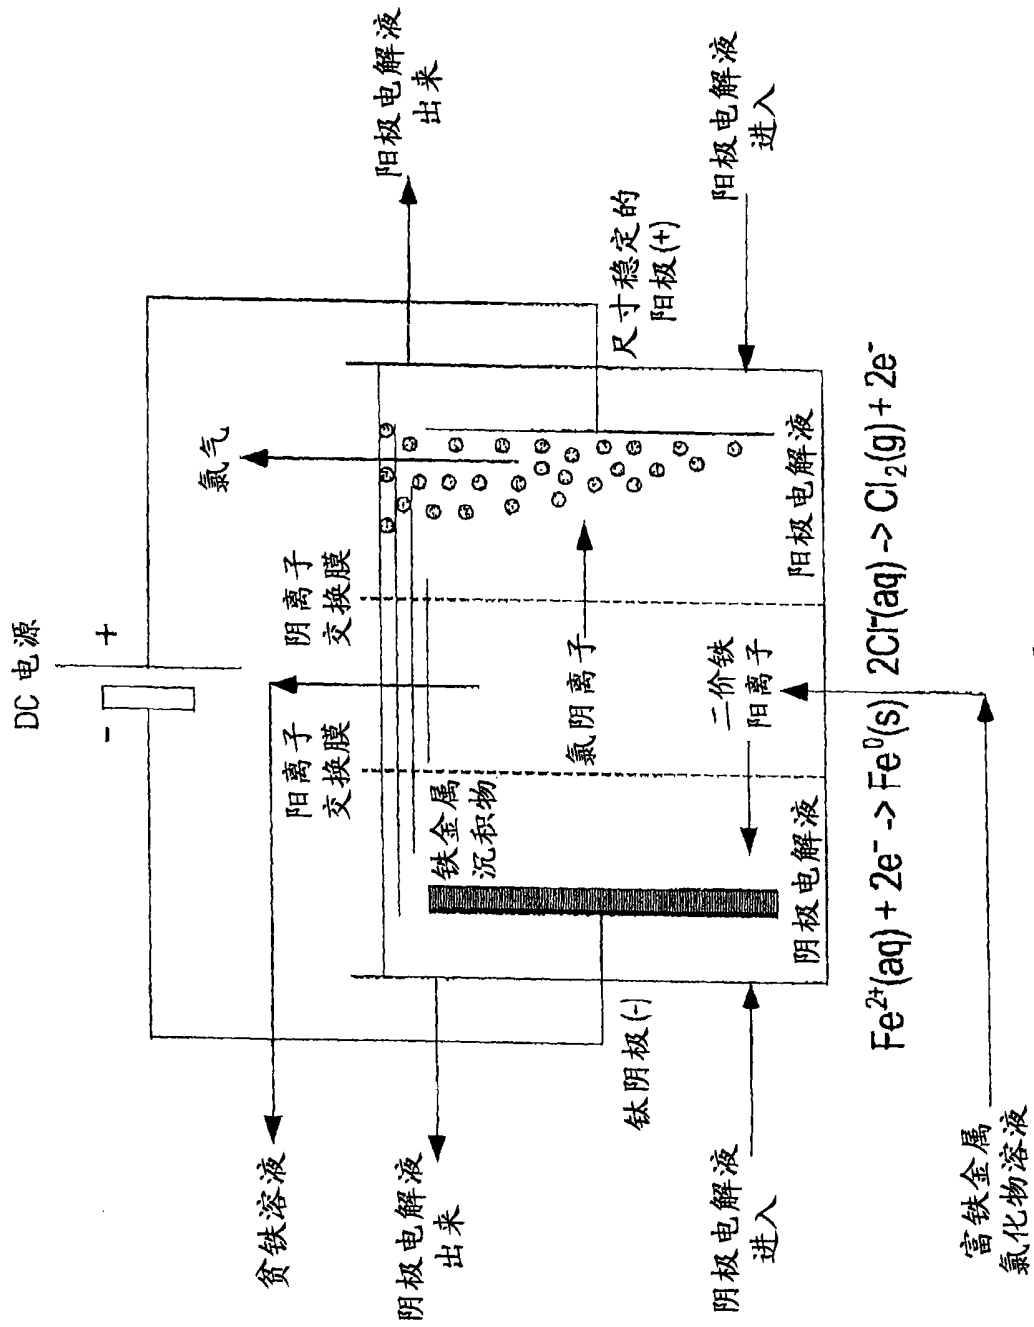 DC 电源
- +
贫铁溶液
阳离子
交换膜
阴离子
交换膜
氯气
阴极电解液
出来
阳极电解液
出来
铁金属
沉积物
钛阴极(-)
氯阴离子
尺寸稳定的
阳极(+)
二价铁
阳离子
阴极电解液
进入
阴极电解液
阳极电解液
阳极电解液
进入
Fe²⁺(aq) + 2e⁻ -> Fe⁰(s) 2Cl⁻(aq) -> Cl₂(g) + 2e⁻
富铁金属
氯化物溶液